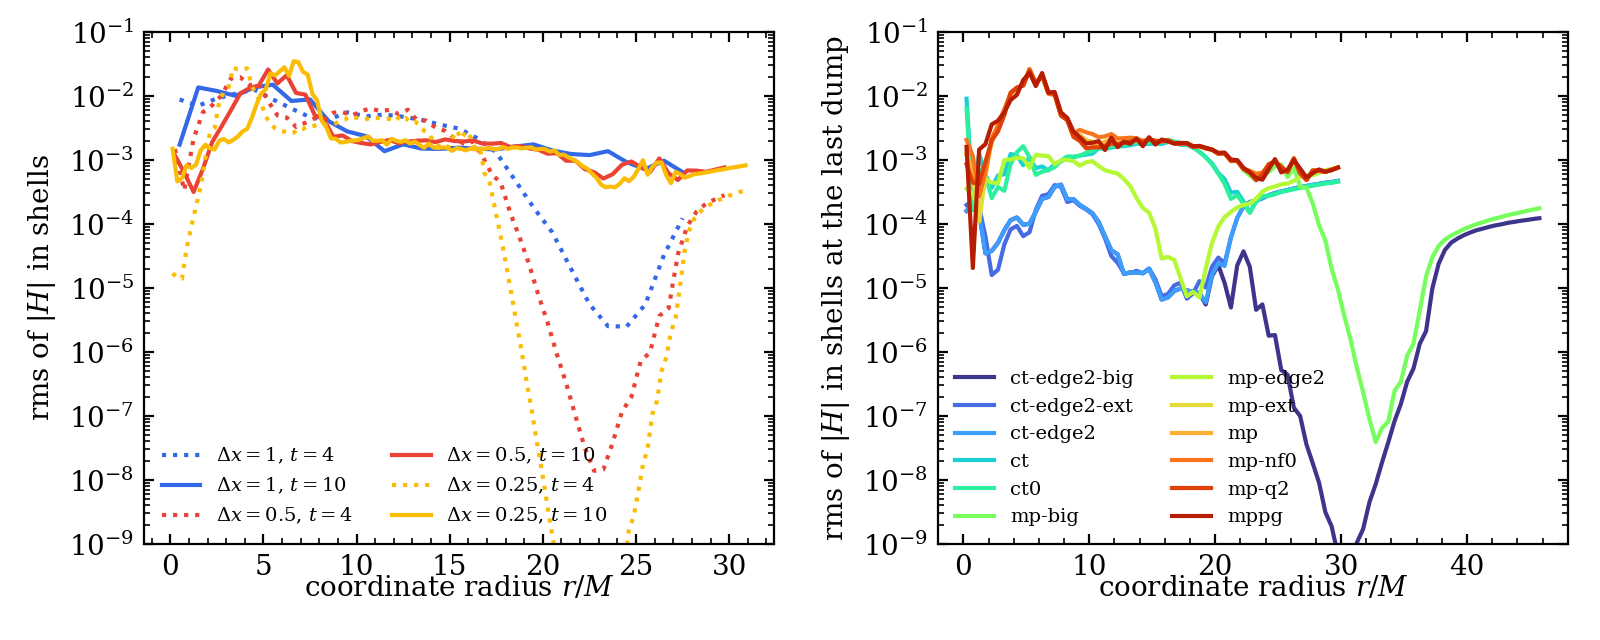 rms of |H| in shells
10⁻¹
10⁻²
10⁻³
10⁻⁴
10⁻⁵
10⁻⁶
10⁻⁷
10⁻⁸
10⁻⁹
Δx = 1, t = 4
Δx = 1, t = 10
Δx = 0.5, t = 4
Δx = 0.5, t = 10
Δx = 0.25, t = 4
Δx = 0.25, t = 10
0 5 10 15 20 25 30
coordinate radius r/M
rms of |H| in shells at the last dump
10⁻¹
10⁻²
10⁻³
10⁻⁴
10⁻⁵
10⁻⁶
10⁻⁷
10⁻⁸
10⁻⁹
ct-edge2-big
ct-edge2-ext
ct-edge2
ct
ct0
mp-big
mp-edge2
mp-ext
mp
mp-nf0
mp-q2
mppg
0 10 20 30 40
coordinate radius r/M